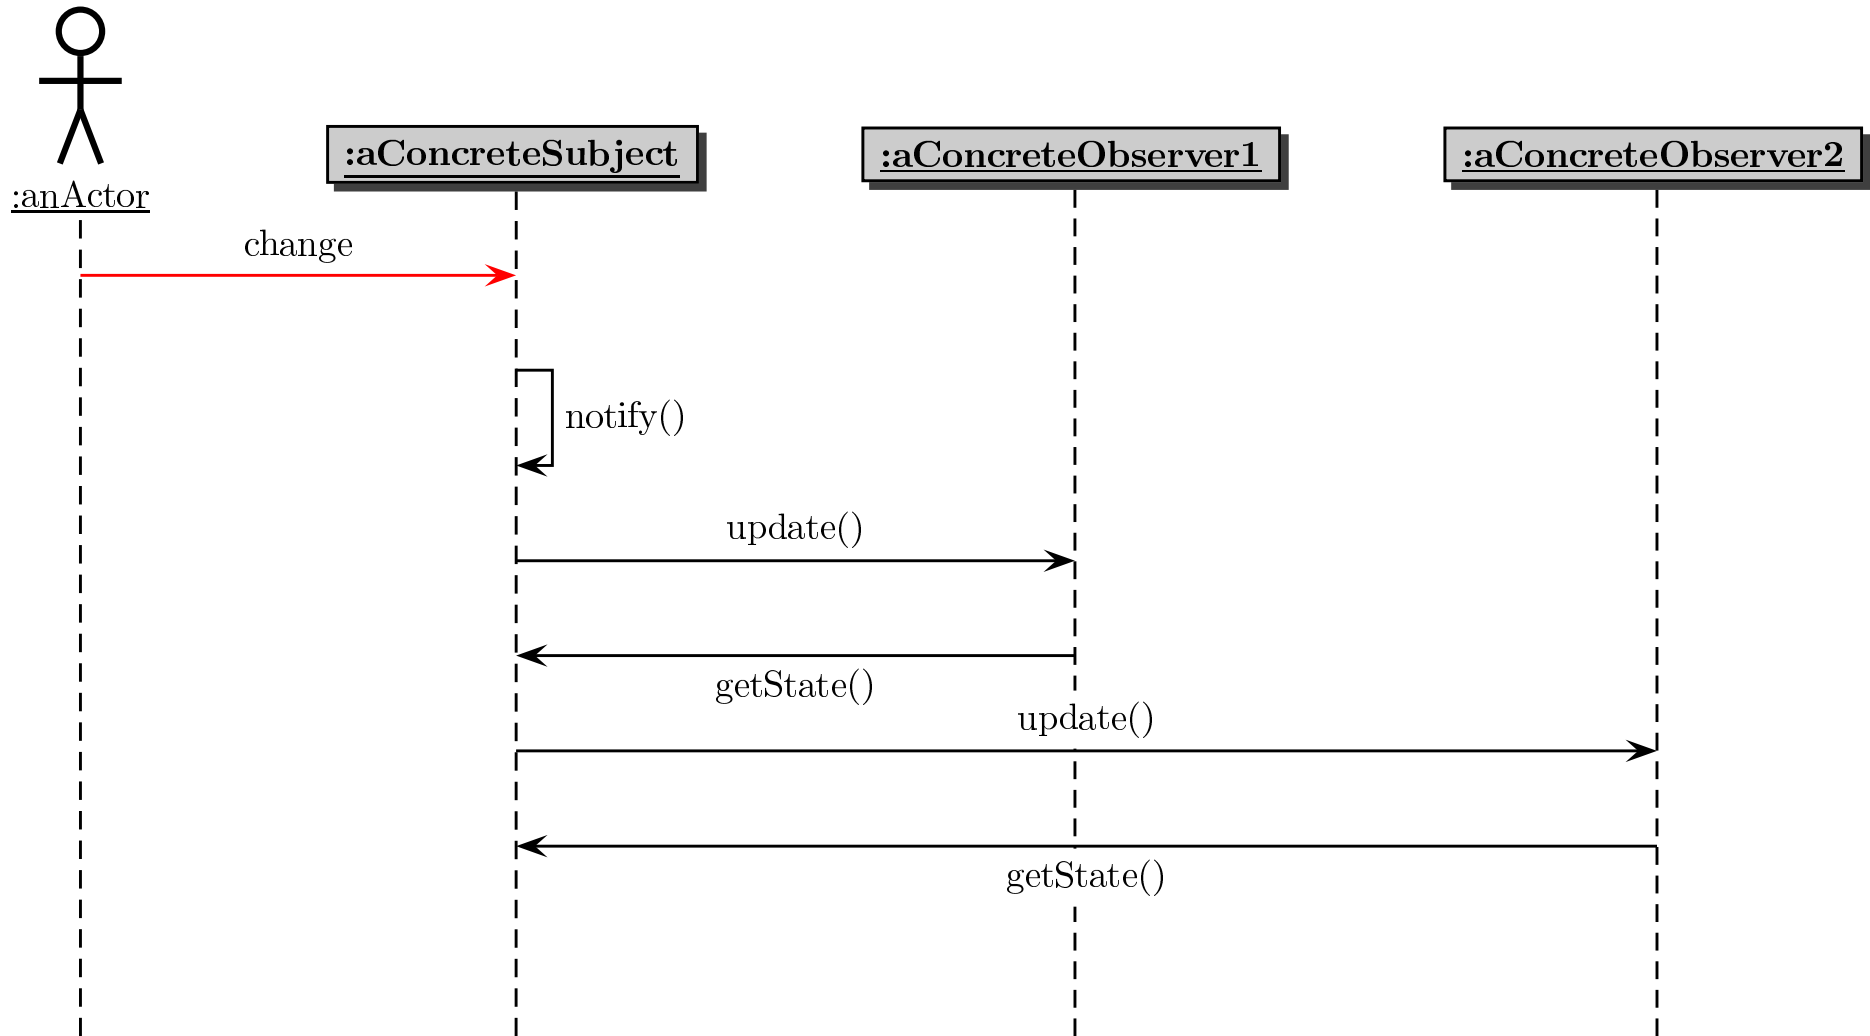 :anActor
:aConcreteSubject
:aConcreteObserver1
:aConcreteObserver2
change
notify()
update()
getState()
update()
getState()